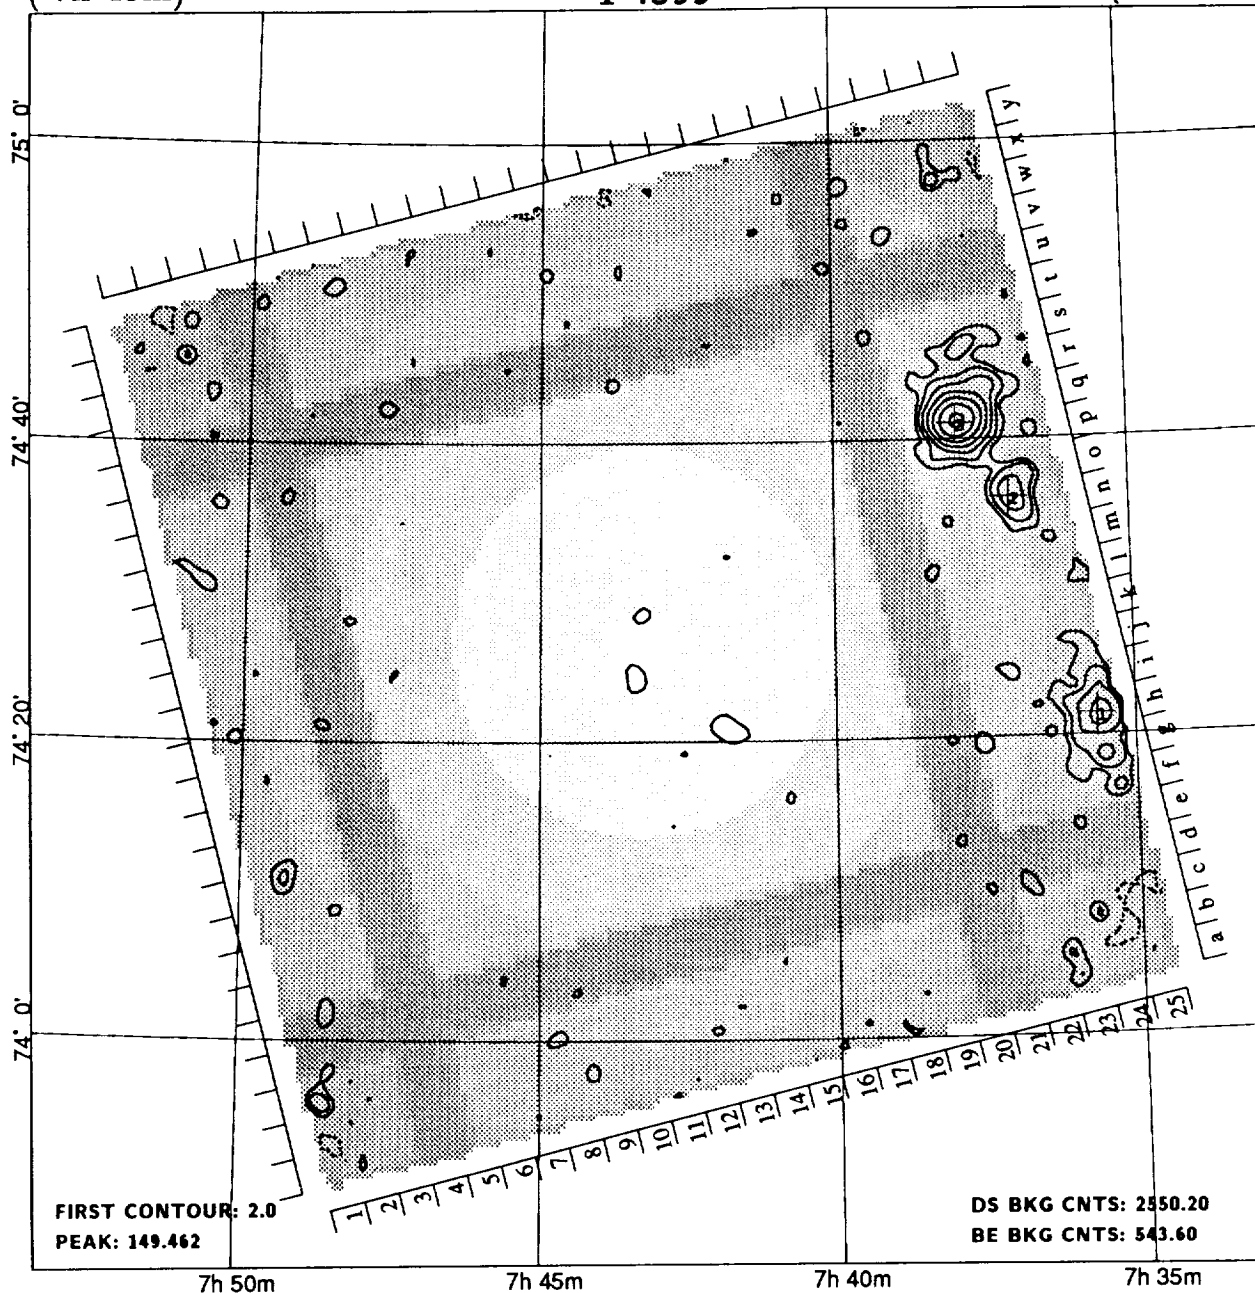 75° 0'
74° 40'
74° 20'
74° 0'
a b c d e f g h i j k l m n o p q r s t u v w x y
1 2 3 4 5 6 7 8 9 10 11 12 13 14 15 16 17 18 19 20 21 22 23 24 25
FIRST CONTOUR: 2.0
PEAK: 149.462
DS BKG CNTS: 2550.20
BE BKG CNTS: 543.60
7h 50m 7h 45m 7h 40m 7h 35m